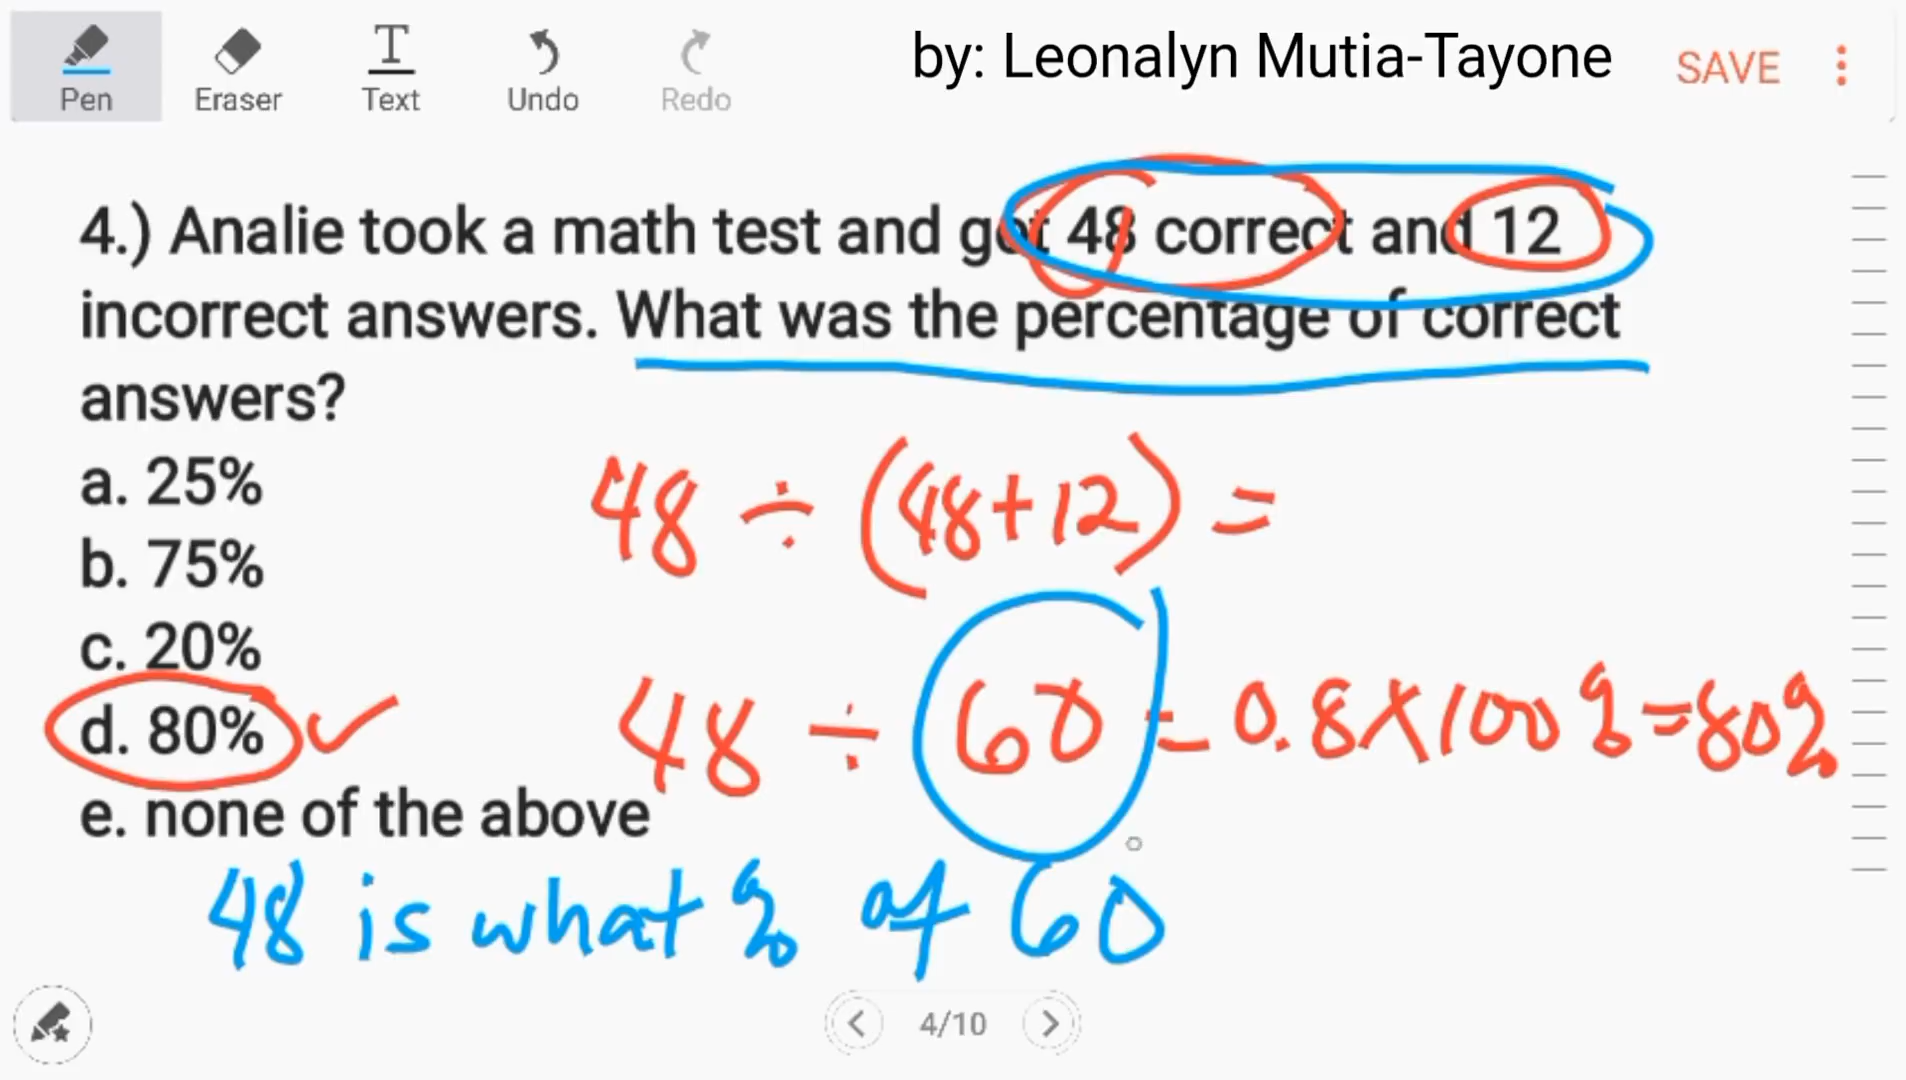 Pen Eraser Text Undo Redo by: Leonalyn Mutia-Tayone SAVE
4.) Analie took a math test and got 48 correct and 12
incorrect answers. What was the percentage of correct
answers?
a. 25%
48 ÷ (48+12) =
b. 75%
c. 20%
d. 80%
48 ÷ 60 = 0.8 X 100% = 80%
e. none of the above
48 is what % of 60
4/10